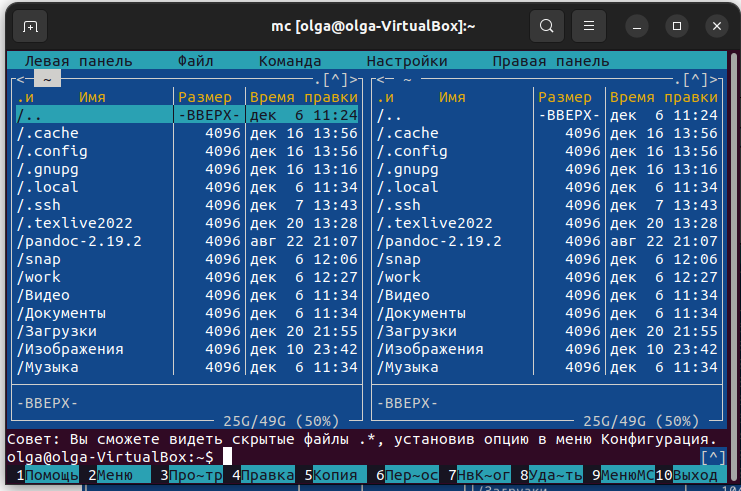 mc [olga@olga-VirtualBox]:~
Левая панель Файл Команда Настройки Правая панель
<─ ~ ─.[^]>  <─ ~ ─.[^]>
.и Имя Размер Время правки .и Имя Размер Время правки
/.. -ВВЕРХ- дек 6 11:24 /.. -ВВЕРХ- дек 6 11:24
/.cache 4096 дек 16 13:56 /.cache 4096 дек 16 13:56
/.config 4096 дек 16 13:56 /.config 4096 дек 16 13:56
/.gnupg 4096 дек 16 13:16 /.gnupg 4096 дек 16 13:16
/.local 4096 дек 6 11:34 /.local 4096 дек 6 11:34
/.ssh 4096 дек 7 13:43 /.ssh 4096 дек 7 13:43
/.texlive2022 4096 дек 20 13:28 /.texlive2022 4096 дек 20 13:28
/pandoc-2.19.2 4096 авг 22 21:07 /pandoc-2.19.2 4096 авг 22 21:07
/snap 4096 дек 6 12:06 /snap 4096 дек 6 12:06
/work 4096 дек 6 12:27 /work 4096 дек 6 12:27
/Видео 4096 дек 6 11:34 /Видео 4096 дек 6 11:34
/Документы 4096 дек 6 11:34 /Документы 4096 дек 6 11:34
/Загрузки 4096 дек 20 21:55 /Загрузки 4096 дек 20 21:55
/Изображения 4096 дек 10 23:42 /Изображения 4096 дек 10 23:42
/Музыка 4096 дек 6 11:34 /Музыка 4096 дек 6 11:34
-ВВЕРХ- -ВВЕРХ-
25G/49G (50%) 25G/49G (50%)
Совет: Вы сможете видеть скрытые файлы .*, установив опцию в меню Конфигурация.
olga@olga-VirtualBox:~$ [^]
1Помощь 2Меню 3Про~тр 4Правка 5Копия 6Пер~ос 7НвК~ог 8Уда~ть 9МенюMC 10Выход